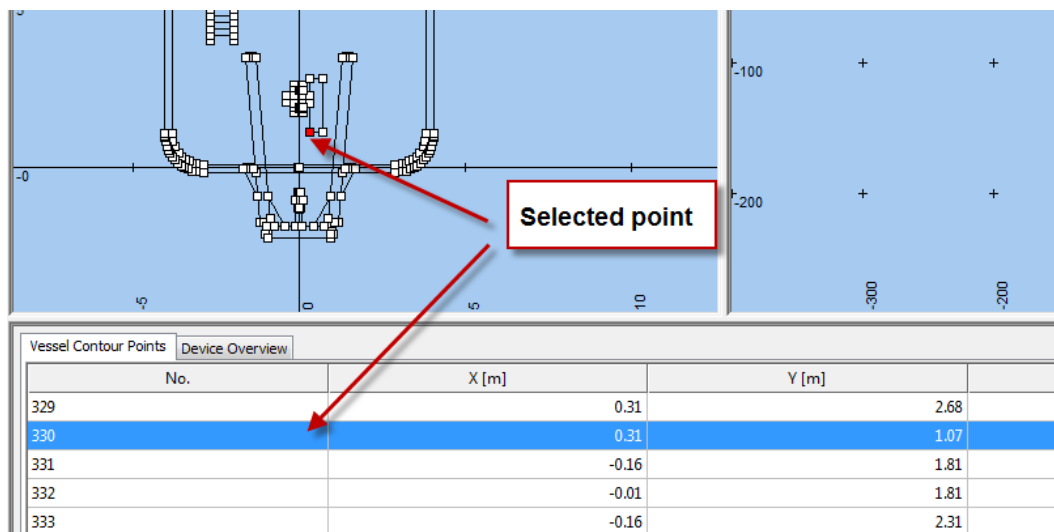 -100
-0
-200
Selected point
-5
0
5
10
-300
-200
Vessel Contour Points Device Overview
No. X [m] Y [m]
329 0.31 2.68
330 0.31 1.07
331 -0.16 1.81
332 -0.01 1.81
333 -0.16 2.31